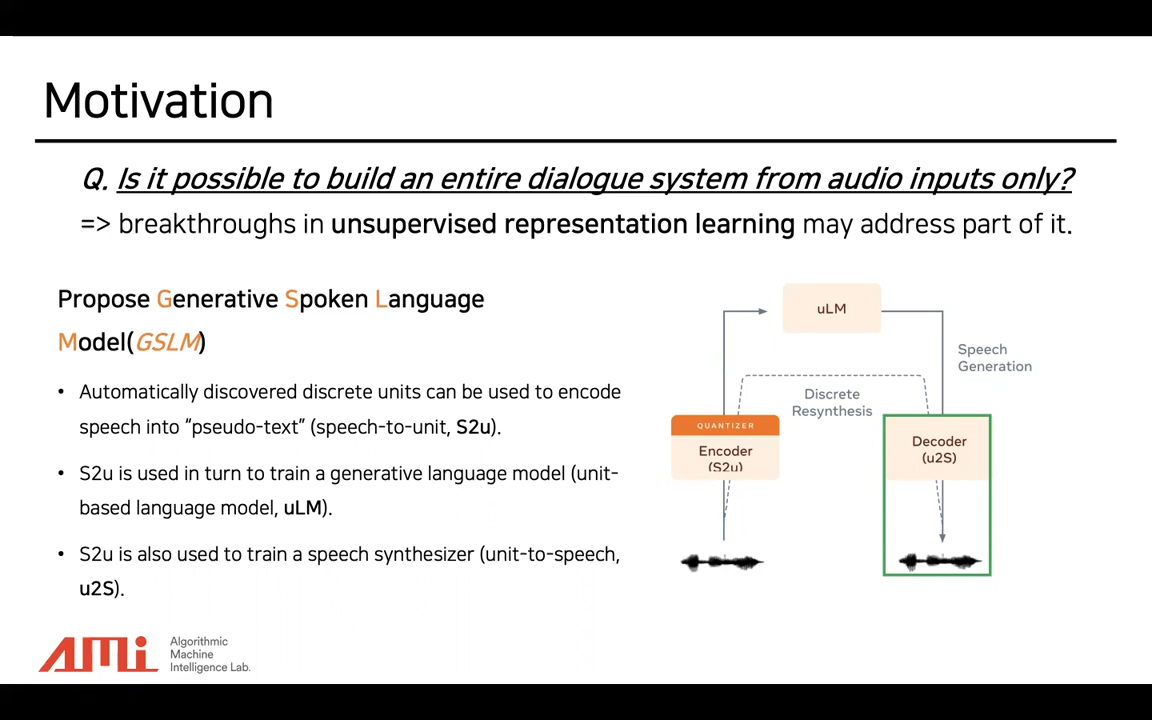 Motivation
Q. Is it possible to build an entire dialogue system from audio inputs only?
=> breakthroughs in unsupervised representation learning may address part of it.
Propose Generative Spoken Language
Model(GSLM)
• Automatically discovered discrete units can be used to encode
speech into “pseudo-text” (speech-to-unit, S2u).
• S2u is used in turn to train a generative language model (unit-
based language model, uLM).
• S2u is also used to train a speech synthesizer (unit-to-speech,
u2S).
uLM
Speech
Generation
Discrete
Resynthesis
QUANTIZER
Encoder
(S2u)
Decoder
(u2S)
AMi
Algorithmic
Machine
Intelligence Lab.